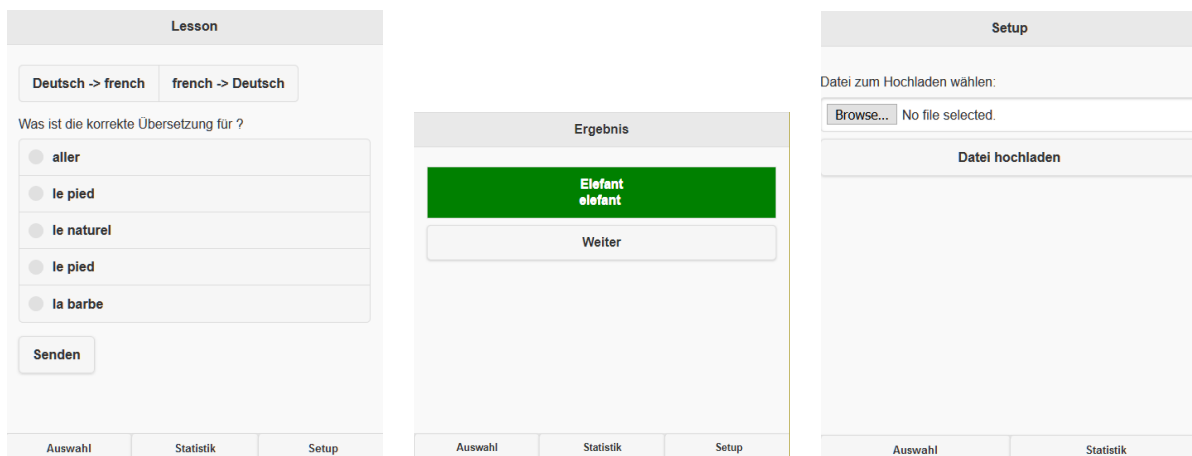 Lesson
Deutsch -> french french -> Deutsch
Was ist die korrekte Übersetzung für ?
aller
le pied
le naturel
le pied
la barbe
Senden
Auswahl Statistik Setup
Ergebnis
Elefant
elefant
Weiter
Auswahl Statistik Setup
Setup
Datei zum Hochladen wählen:
Browse... No file selected.
Datei hochladen
Auswahl Statistik